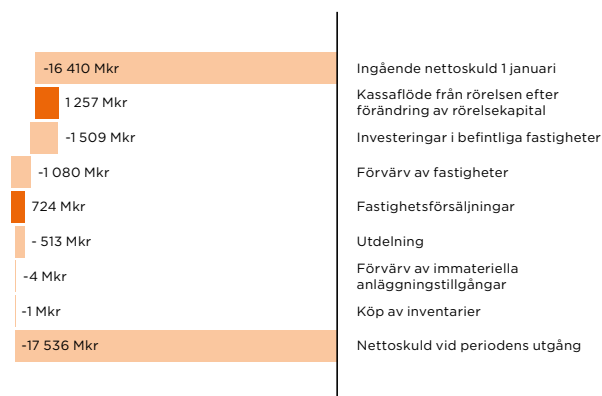 -16 410 Mkr Ingående nettoskuld 1 januari
1 257 Mkr Kassaflöde från rörelsen efter
förändring av rörelsekapital
-1 509 Mkr Investeringar i befintliga fastigheter
-1 080 Mkr Förvärv av fastigheter
724 Mkr Fastighetsförsäljningar
- 513 Mkr Utdelning
-4 Mkr Förvärv av immateriella
anläggningstillgångar
-1 Mkr Köp av inventarier
-17 536 Mkr Nettoskuld vid periodens utgång